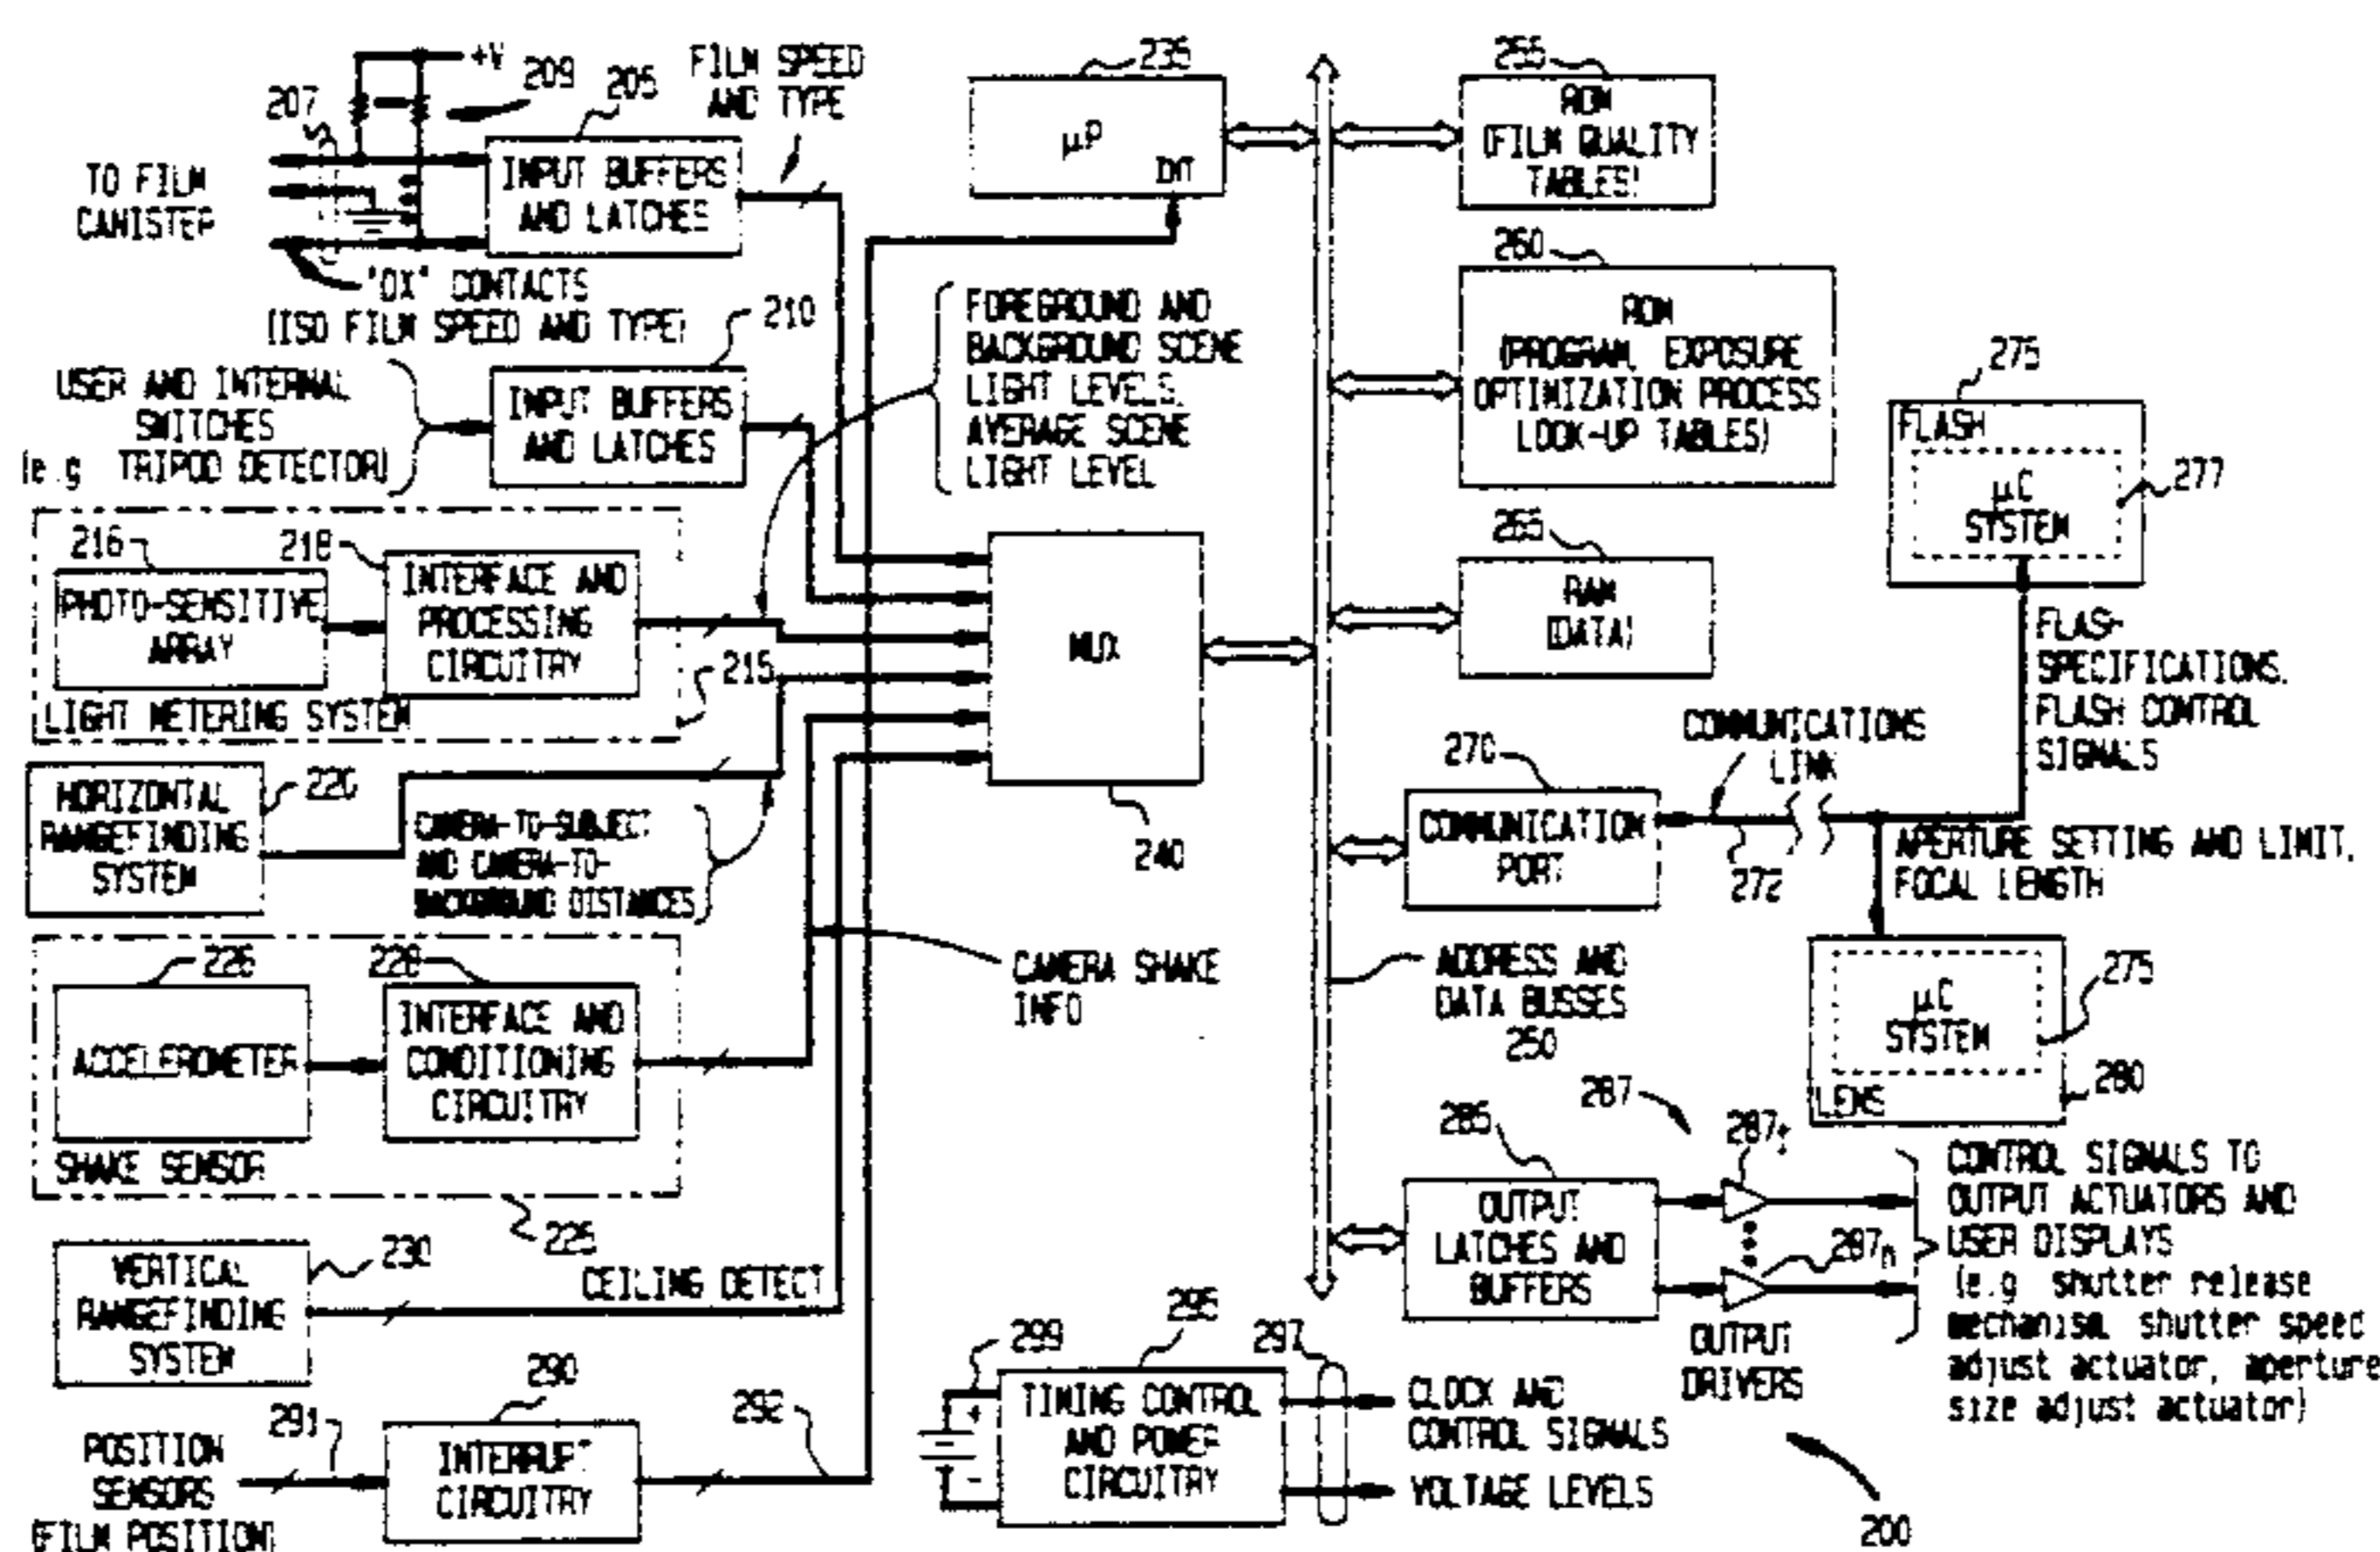 +V
209
205
207
FILM SPEED
AND TYPE
TO FILM
CANISTER
INPUT BUFFERS
AND LATCHES
"DX" CONTACTS
(ISO FILM SPEED AND TYPE)
210
USER AND INTERNAL
SWITCHES
(e.g. TRIPOD DETECTOR)
INPUT BUFFERS
AND LATCHES
FOREGROUND AND
BACKGROUND SCENE
LIGHT LEVELS,
AVERAGE SCENE
LIGHT LEVEL
216
218
PHOTO-SENSITIVE
ARRAY
INTERFACE AND
PROCESSING
CIRCUITRY
LIGHT METERING SYSTEM
215
HORIZONTAL
RANGEFINDING
SYSTEM
220
CAMERA-TO-SUBJECT
AND CAMERA-TO-
BACKGROUND DISTANCES
226
228
ACCELEROMETER
INTERFACE AND
CONDITIONING
CIRCUITRY
SHAKE SENSOR
225
CAMERA SHAKE
INFO
VERTICAL
RANGEFINDING
SYSTEM
230
CEILING DETECT
POSITION
SENSORS
(FILM POSITION)
291
290
INTERRUPT
CIRCUITRY
292
235
µP
INT
MUX
240
255
ROM
(FILM QUALITY
TABLES)
260
ROM
(PROGRAM, EXPOSURE
OPTIMIZATION PROCESS
LOOK-UP TABLES)
265
RAM
(DATA)
275
FLASH
µC
SYSTEM
277
FLASH
SPECIFICATIONS,
FLASH CONTROL
SIGNALS
270
COMMUNICATION
PORT
COMMUNICATIONS
LINK
272
APERTURE SETTING AND LIMIT,
FOCAL LENGTH
µC
SYSTEM
275
LENS
280
ADDRESS AND
DATA BUSSES
250
285
OUTPUT
LATCHES AND
BUFFERS
287
287₁
287n
OUTPUT
DRIVERS
CONTROL SIGNALS TO
OUTPUT ACTUATORS AND
USER DISPLAYS
(e.g. shutter release
mechanism, shutter speed
adjust actuator, aperture
size adjust actuator)
299
295
297
+
-
TIMING CONTROL
AND POWER
CIRCUITRY
CLOCK AND
CONTROL SIGNALS
VOLTAGE LEVELS
200